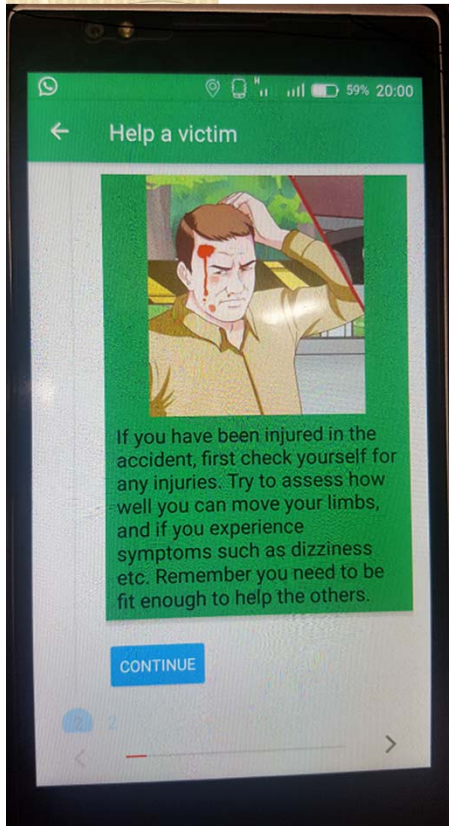 H
59% 20:00
Help a victim
If you have been injured in the
accident, first check yourself for
any injuries. Try to assess how
well you can move your limbs,
and if you experience
symptoms such as dizziness
etc. Remember you need to be
fit enough to help the others.
CONTINUE
2 2